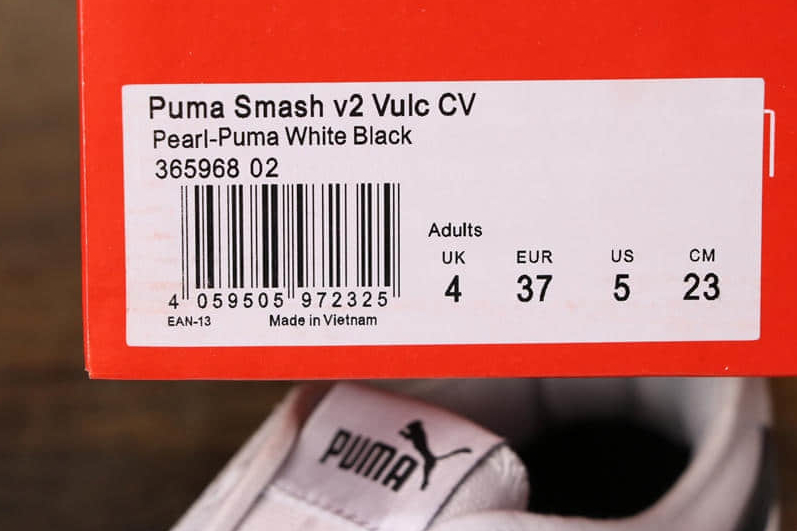 Puma Smash v2 Vulc CV
Pearl-Puma White Black
365968 02
4 059505 972325
EAN-13 Made in Vietnam
Adults
UK EUR US CM
4 37 5 23
PUMA